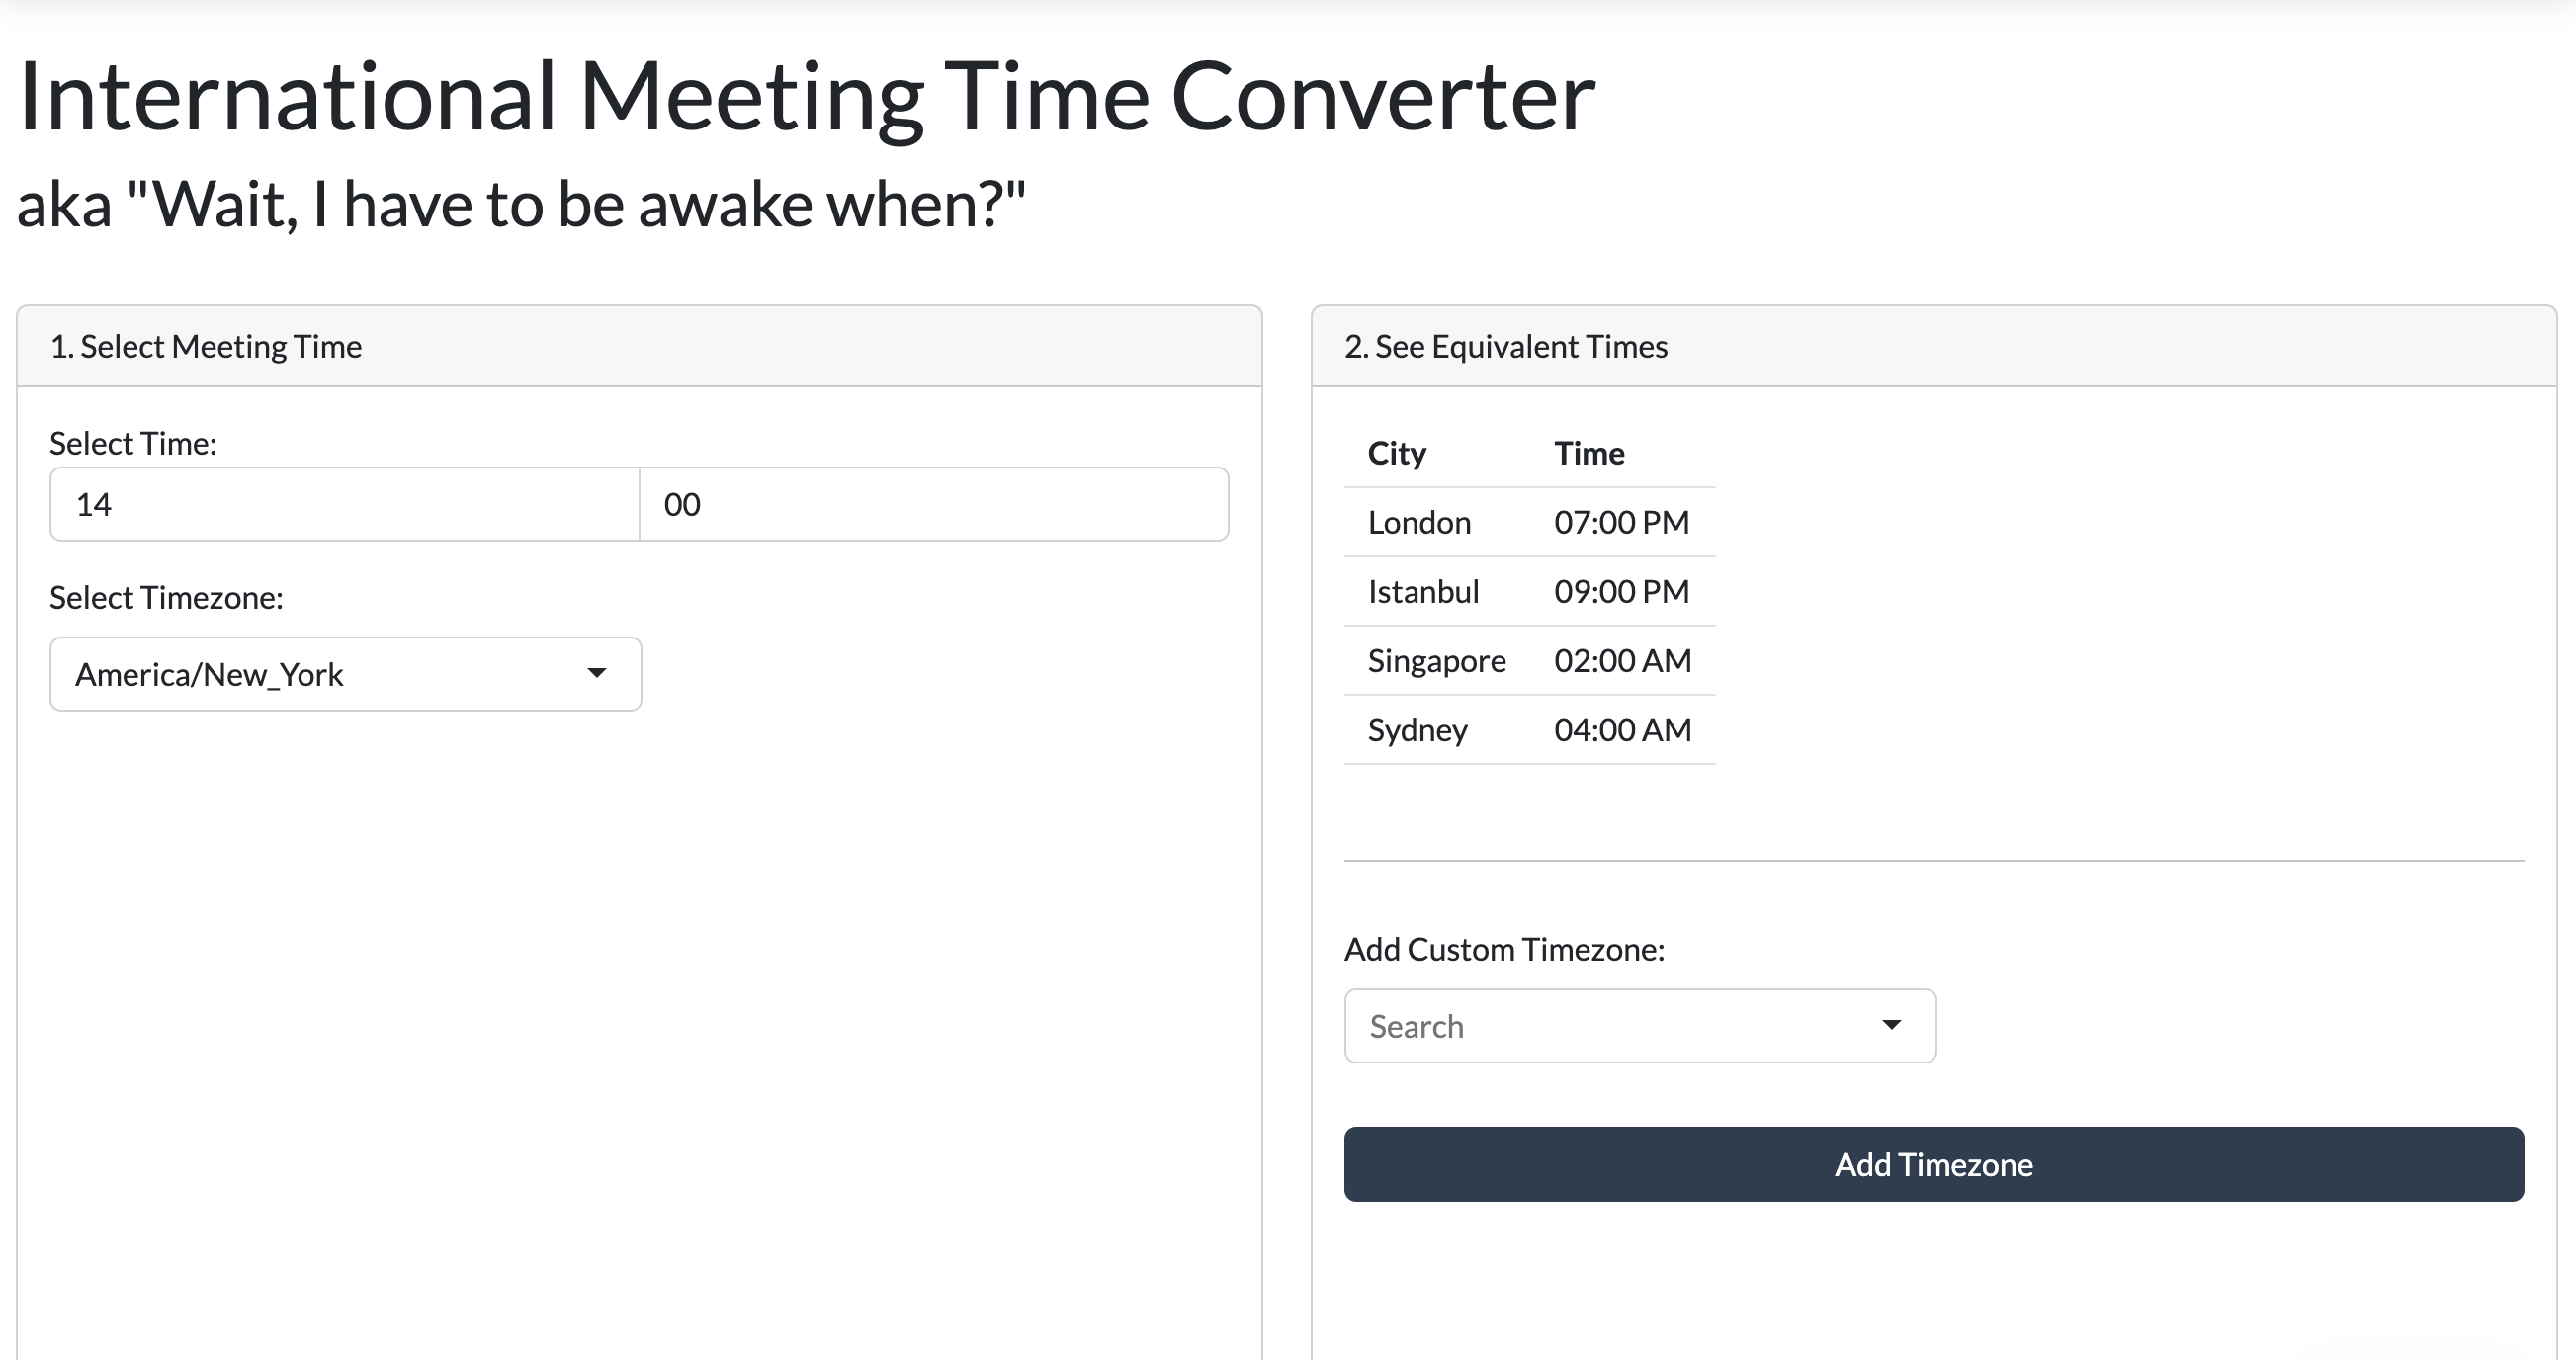 International Meeting Time Converter
aka "Wait, I have to be awake when?"
1. Select Meeting Time
Select Time:
14 00
Select Timezone:
America/New_York
2. See Equivalent Times
City Time
London 07:00 PM
Istanbul 09:00 PM
Singapore 02:00 AM
Sydney 04:00 AM
Add Custom Timezone:
Search
Add Timezone